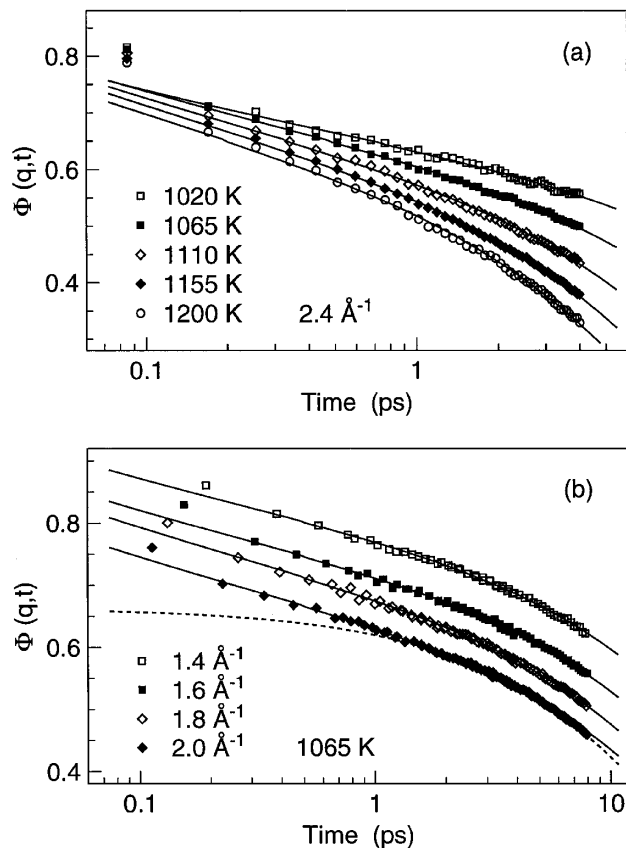 (a)
0.8
0.6
0.4
Φ (q,t)
□ 1020 K
■ 1065 K
◇ 1110 K
◆ 1155 K
○ 1200 K
2.4 Å⁻¹
0.1
1
Time (ps)
(b)
0.8
0.6
0.4
Φ (q,t)
□ 1.4 Å⁻¹
■ 1.6 Å⁻¹
◇ 1.8 Å⁻¹
◆ 2.0 Å⁻¹
1065 K
0.1
1
10
Time (ps)